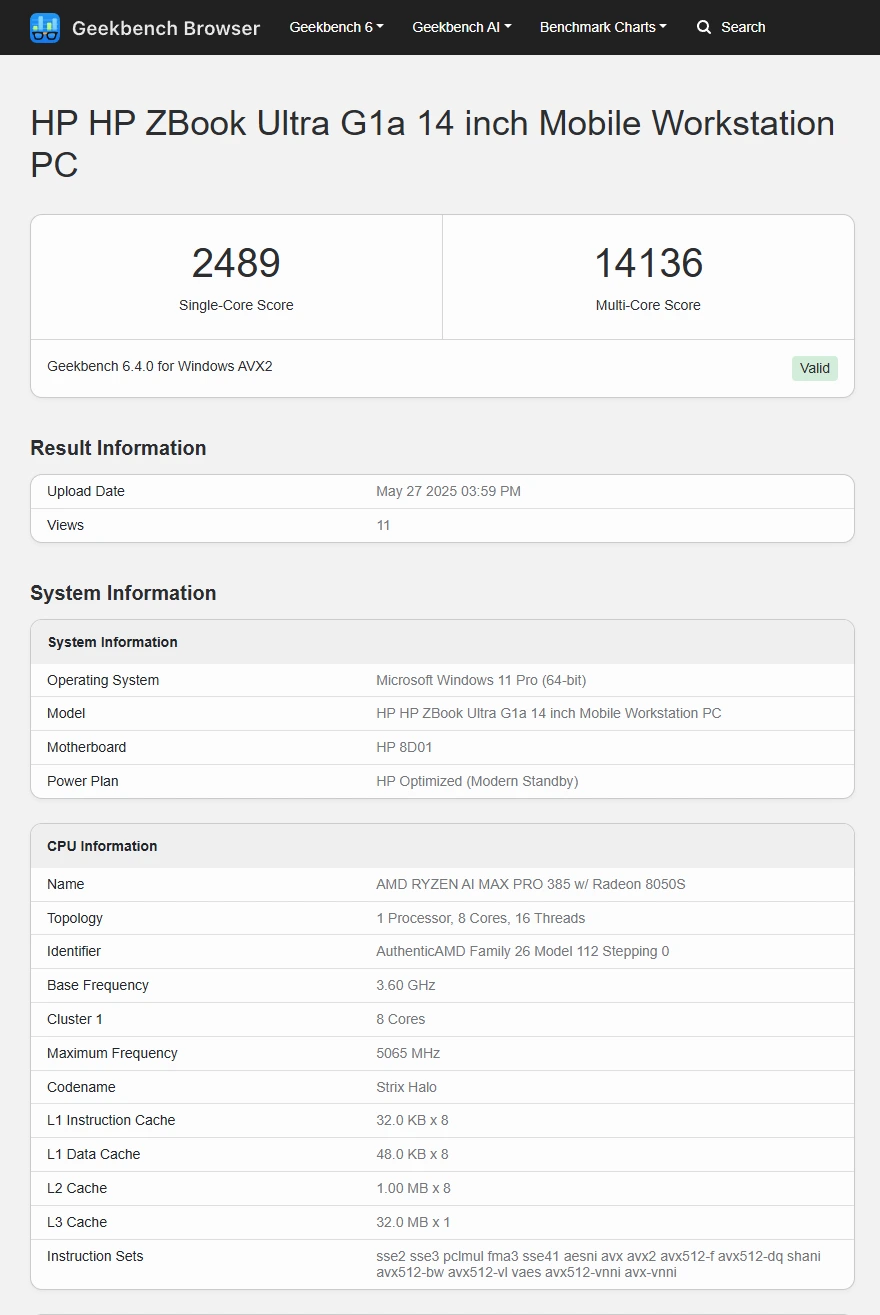 Geekbench Browser Geekbench 6 Geekbench AI Benchmark Charts Search
HP HP ZBook Ultra G1a 14 inch Mobile Workstation
PC
2489 14136
Single-Core Score Multi-Core Score
Geekbench 6.4.0 for Windows AVX2 Valid
Result Information
Upload Date May 27 2025 03:59 PM
Views 11
System Information
System Information
Operating System Microsoft Windows 11 Pro (64-bit)
Model HP HP ZBook Ultra G1a 14 inch Mobile Workstation PC
Motherboard HP 8D01
Power Plan HP Optimized (Modern Standby)
CPU Information
Name AMD RYZEN AI MAX PRO 385 w/ Radeon 8050S
Topology 1 Processor, 8 Cores, 16 Threads
Identifier AuthenticAMD Family 26 Model 112 Stepping 0
Base Frequency 3.60 GHz
Cluster 1 8 Cores
Maximum Frequency 5065 MHz
Codename Strix Halo
L1 Instruction Cache 32.0 KB x 8
L1 Data Cache 48.0 KB x 8
L2 Cache 1.00 MB x 8
L3 Cache 32.0 MB x 1
Instruction Sets sse2 sse3 pclmul fma3 sse41 aesni avx avx2 avx512-f avx512-dq shani
avx512-bw avx512-vl vaes avx512-vnni avx-vnni